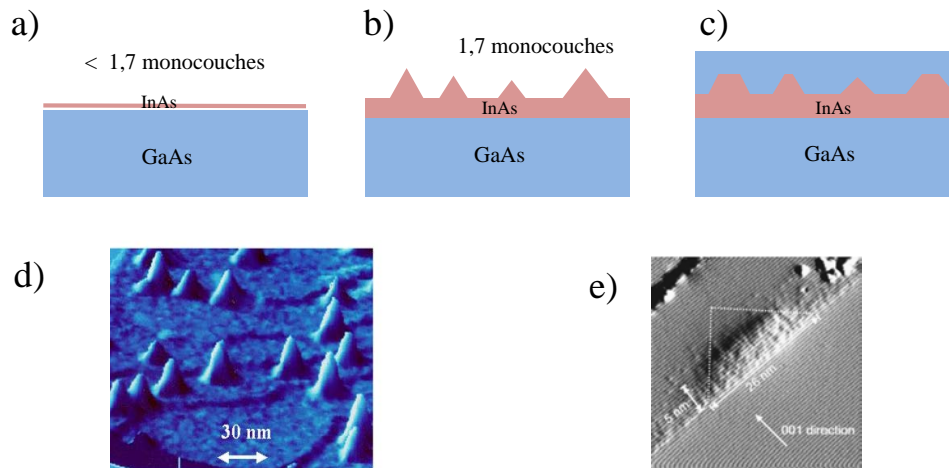 a)
< 1,7 monocouches
InAs
GaAs
b)
1,7 monocouches
InAs
GaAs
c)
InAs
GaAs
d)
30 nm
e)
5 nm
26 nm
001 direction